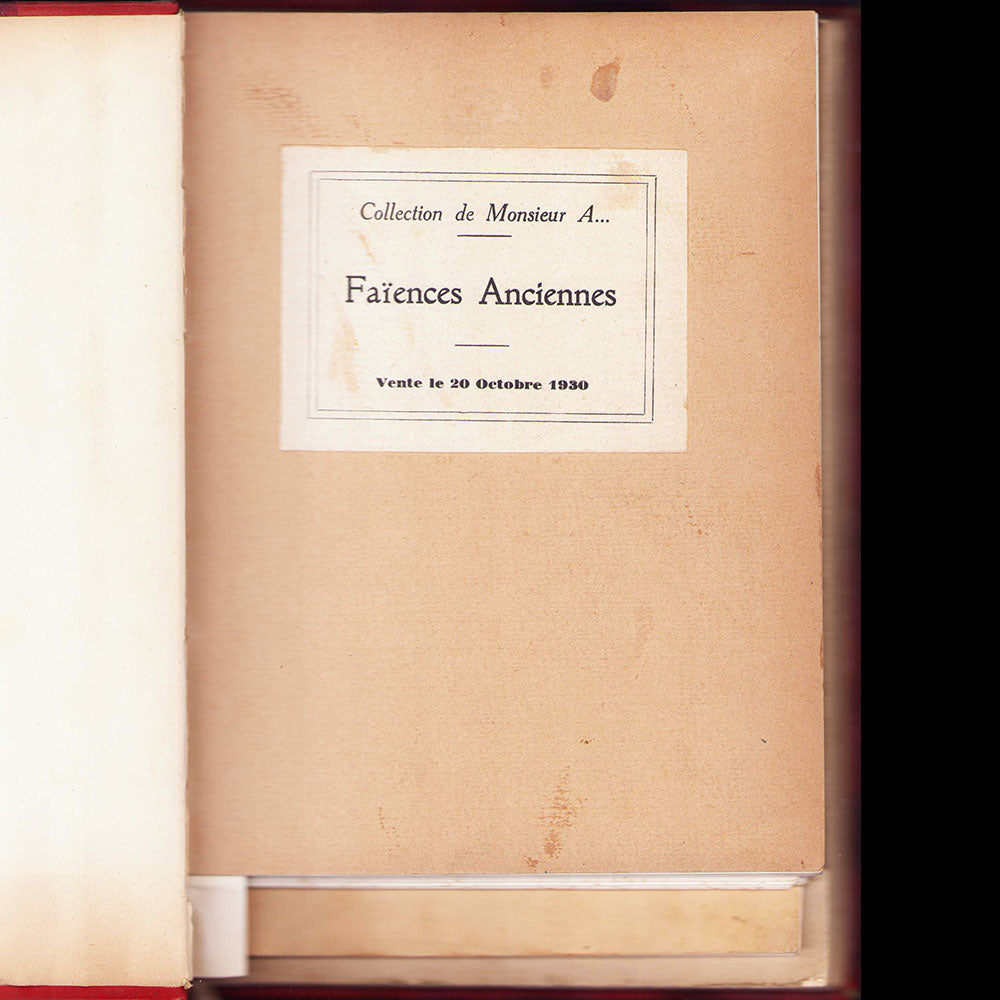 Collection de Monsieur A...
Faïences Anciennes
Vente le 20 Octobre 1930